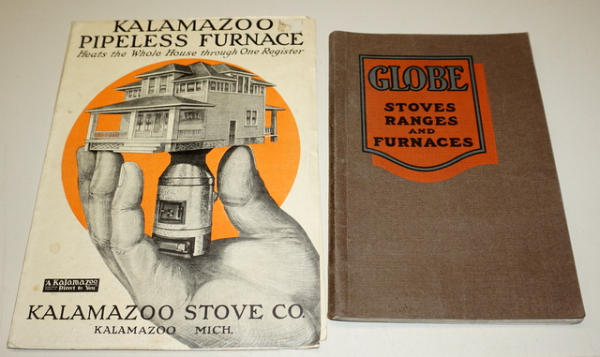 KALAMAZOO
PIPELESS FURNACE
Heats the Whole House through One Register
"A Kalamazoo
Direct to You"
KALAMAZOO STOVE CO.
KALAMAZOO MICH.
GLOBE
STOVES
RANGES
AND
FURNACES